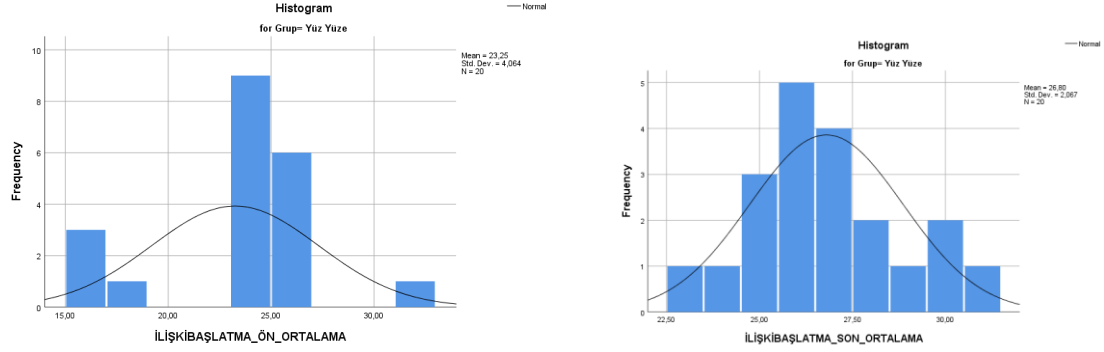 Histogram
Normal
for Grup= Yüz Yüze
Mean = 23,25
Std. Dev. = 4,064
N = 20
10
8
6
4
2
0
Frequency
15,00 20,00 25,00 30,00
İLİŞKİBAŞLATMA_ÖN_ORTALAMA
Histogram
Normal
for Grup= Yüz Yüze
Mean = 26,80
Std. Dev. = 2,067
N = 20
5
4
3
2
1
0
Frequency
22,50 25,00 27,50 30,00
İLİŞKİBAŞLATMA_SON_ORTALAMA